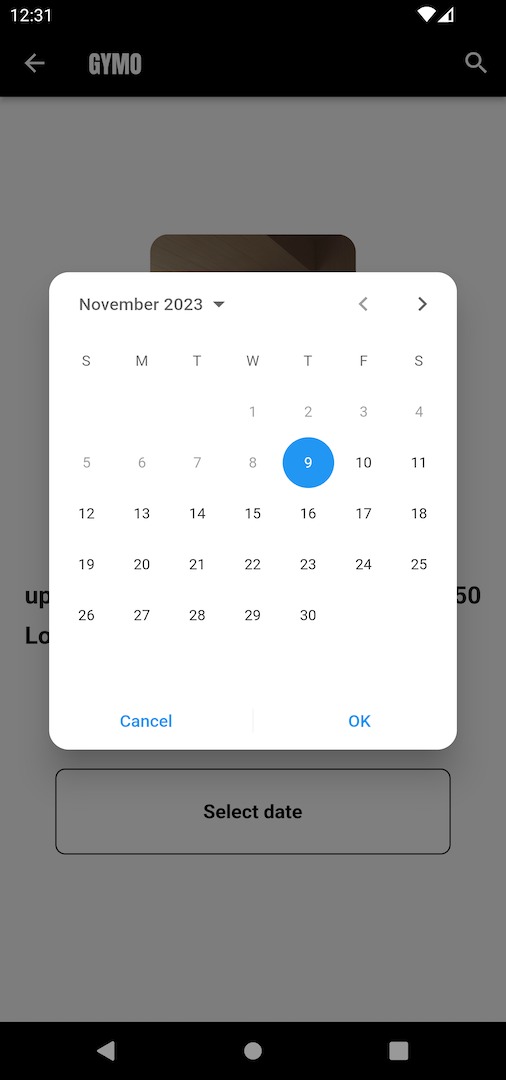 12:31
GYMO
November 2023
S M T W T F S
1 2 3 4
5 6 7 8 9 10 11
12 13 14 15 16 17 18
19 20 21 22 23 24 25
26 27 28 29 30
up 50
Lo
Cancel OK
Select date